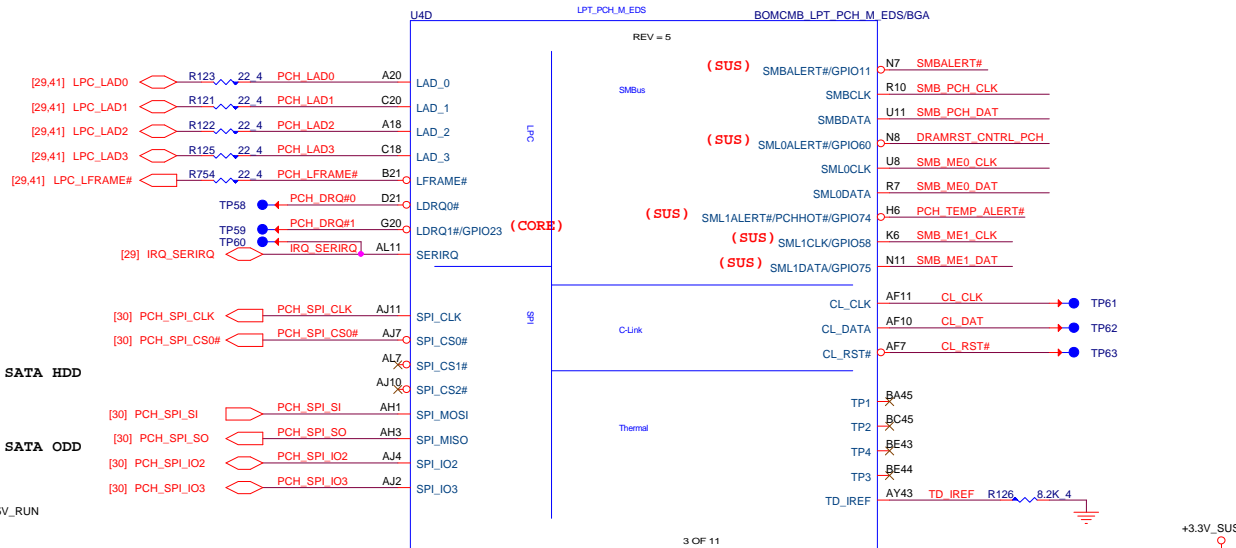 U4D LPT_PCH_M_EDS BOMCMB_LPT_PCH_M_EDS/BGA
REV = 5
[29,41] LPC_LAD0 R123 22_4 PCH_LAD0 A20 LAD_0
[29,41] LPC_LAD1 R121 22_4 PCH_LAD1 C20 LAD_1
[29,41] LPC_LAD2 R122 22_4 PCH_LAD2 A18 LAD_2
[29,41] LPC_LAD3 R125 22_4 PCH_LAD3 C18 LAD_3
[29,41] LPC_LFRAME# R754 22_4 PCH_LFRAME# B21 LFRAME#
TP58 PCH_DRQ#0 D21 LDRQ0#
TP59 PCH_DRQ#1 G20 LDRQ1#/GPIO23 (CORE)
TP60
[29] IRQ_SERIRQ IRQ_SERIRQ AL11 SERIRQ
LPC
[30] PCH_SPI_CLK PCH_SPI_CLK AJ11 SPI_CLK
[30] PCH_SPI_CS0# PCH_SPI_CS0# AJ7 SPI_CS0#
AL7 SPI_CS1#
SATA HDD
AJ10 SPI_CS2#
[30] PCH_SPI_SI PCH_SPI_SI AH1 SPI_MOSI
[30] PCH_SPI_SO PCH_SPI_SO AH3 SPI_MISO
SATA ODD
[30] PCH_SPI_IO2 PCH_SPI_IO2 AJ4 SPI_IO2
[30] PCH_SPI_IO3 PCH_SPI_IO3 AJ2 SPI_IO3
SPI
V_RUN
SMBus
(SUS) SMBALERT#/GPIO11 N7 SMBALERT#
SMBCLK R10 SMB_PCH_CLK
SMBDATA U11 SMB_PCH_DAT
(SUS) SML0ALERT#/GPIO60 N8 DRAMRST_CNTRL_PCH
SML0CLK U8 SMB_ME0_CLK
SML0DATA R7 SMB_ME0_DAT
(SUS) SML1ALERT#/PCHHOT#/GPIO74 H6 PCH_TEMP_ALERT#
(SUS) SML1CLK/GPIO58 K6 SMB_ME1_CLK
(SUS) SML1DATA/GPIO75 N11 SMB_ME1_DAT
C-Link
CL_CLK AF11 CL_CLK TP61
CL_DATA AF10 CL_DAT TP62
CL_RST# AF7 CL_RST# TP63
Thermal
TP1 BA45
TP2 BC45
TP4 BE43
TP3 BE44
TD_IREF AY43 TD_IREF R126 8.2K_4
3 OF 11
+3.3V_SUS